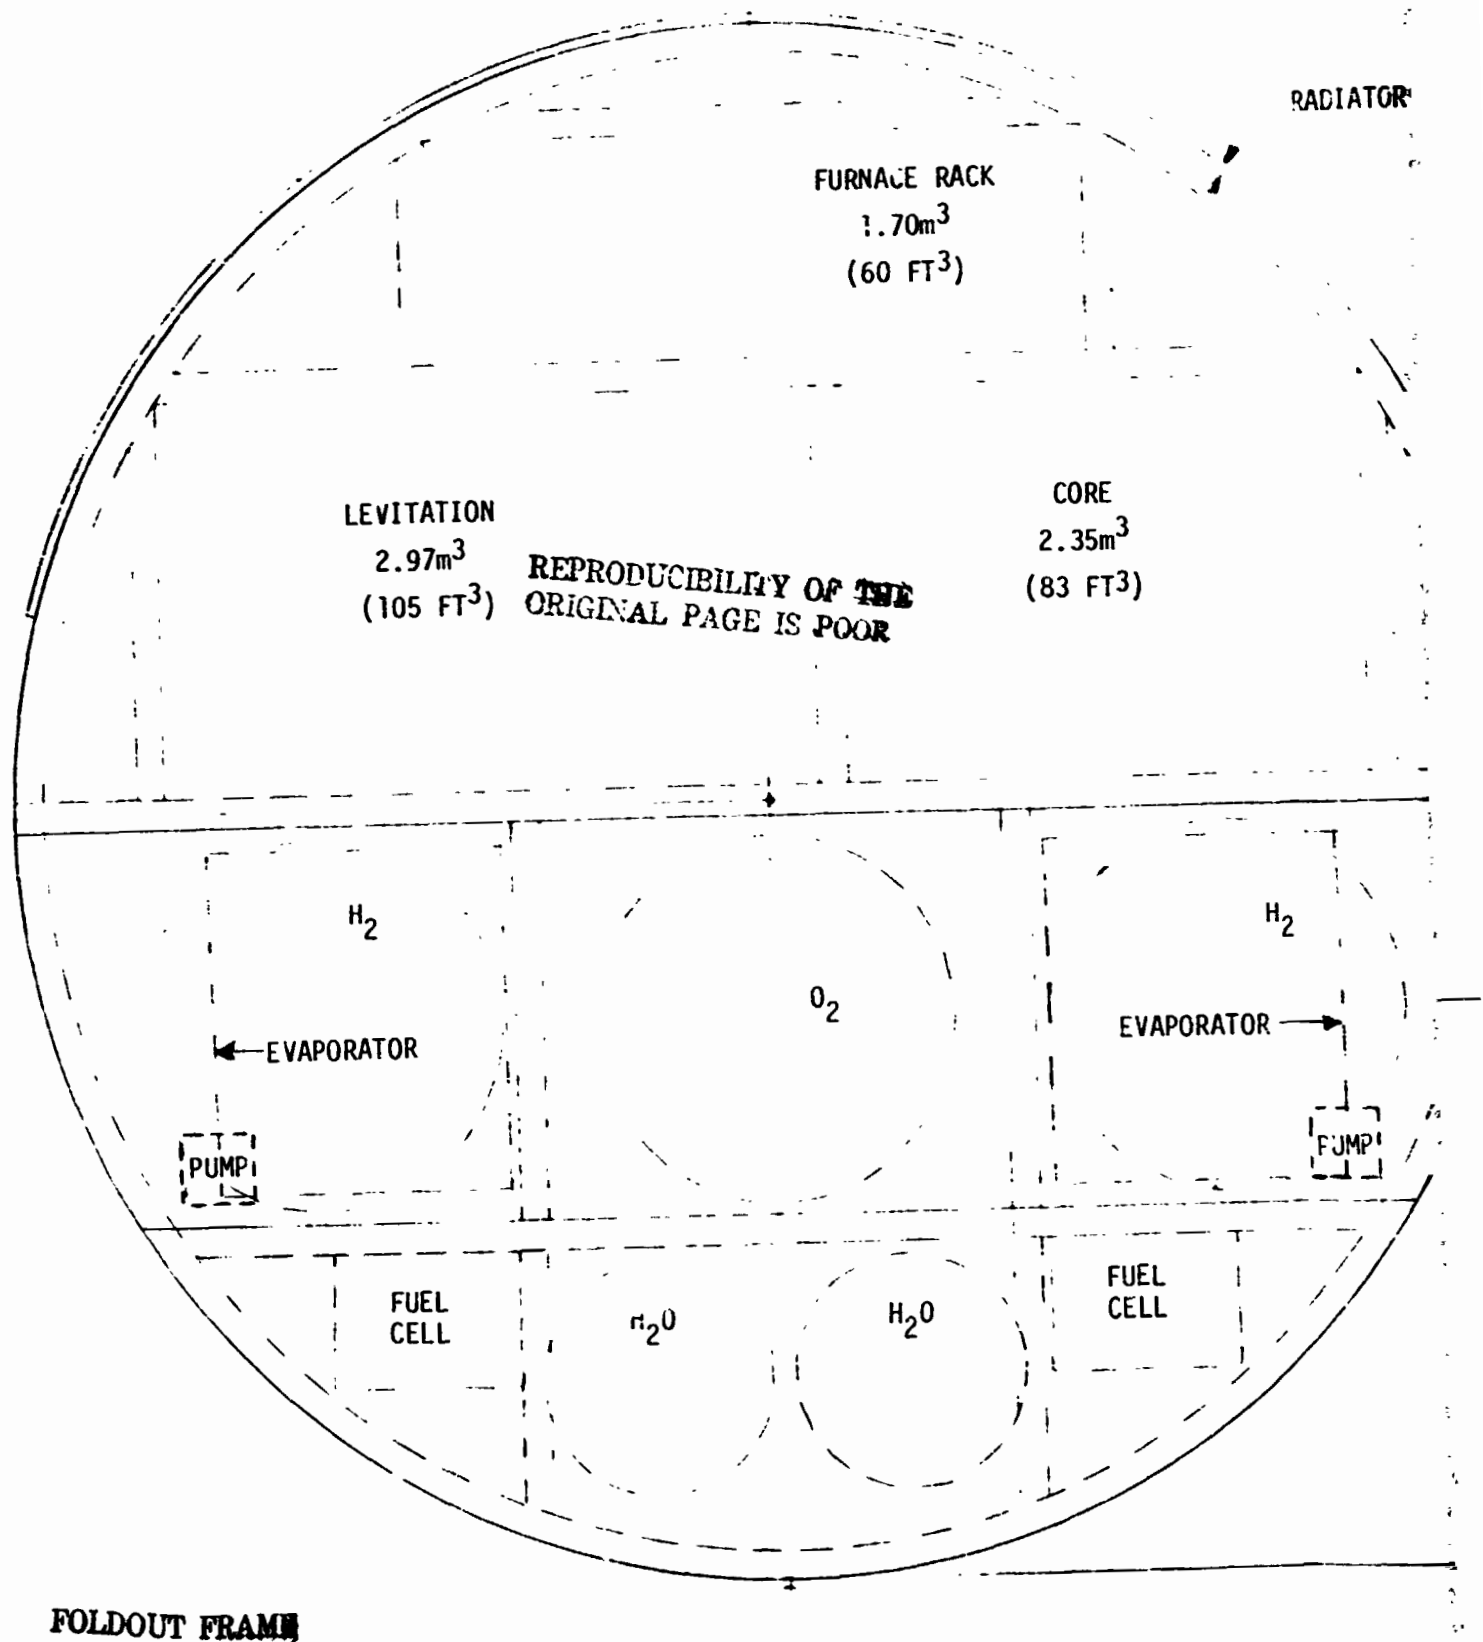 RADIATOR
FURNACE RACK
1.70m³
(60 FT³)
LEVITATION
2.97m³
(105 FT³)
CORE
2.35m³
(83 FT³)
REPRODUCIBILITY OF THE
ORIGINAL PAGE IS POOR
H₂
O₂
H₂
EVAPORATOR
EVAPORATOR
PUMP
PUMP
FUEL
CELL
H₂O
H₂O
FUEL
CELL
FOLDOUT FRAME